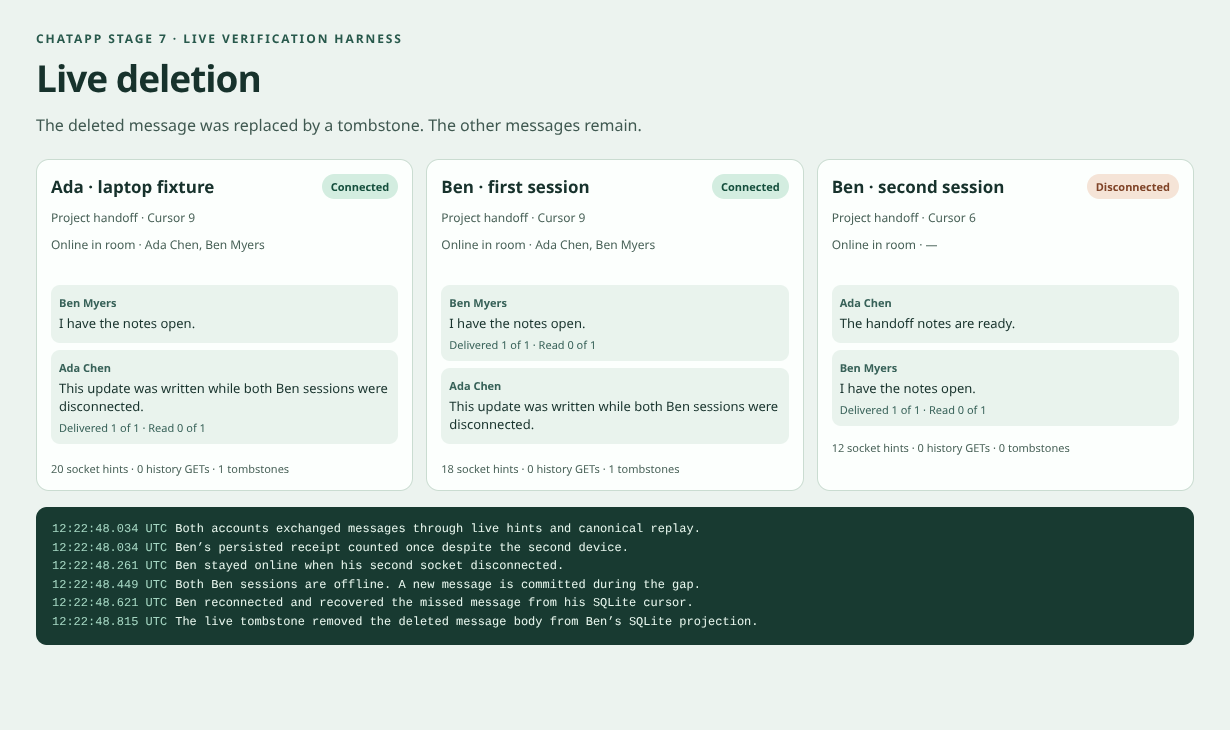 CHATAPP STAGE 7 · LIVE VERIFICATION HARNESS
Live deletion
The deleted message was replaced by a tombstone. The other messages remain.
Ada · laptop fixture
Connected
Project handoff · Cursor 9
Online in room · Ada Chen, Ben Myers
Ben Myers
I have the notes open.
Ada Chen
This update was written while both Ben sessions were
disconnected.
Delivered 1 of 1 · Read 0 of 1
20 socket hints · 0 history GETs · 1 tombstones
Ben · first session
Connected
Project handoff · Cursor 9
Online in room · Ada Chen, Ben Myers
Ben Myers
I have the notes open.
Delivered 1 of 1 · Read 0 of 1
Ada Chen
This update was written while both Ben sessions were
disconnected.
18 socket hints · 0 history GETs · 1 tombstones
Ben · second session
Disconnected
Project handoff · Cursor 6
Online in room · —
Ada Chen
The handoff notes are ready.
Ben Myers
I have the notes open.
Delivered 1 of 1 · Read 0 of 1
12 socket hints · 0 history GETs · 0 tombstones
12:22:48.034 UTC Both accounts exchanged messages through live hints and canonical replay.
12:22:48.034 UTC Ben’s persisted receipt counted once despite the second device.
12:22:48.261 UTC Ben stayed online when his second socket disconnected.
12:22:48.449 UTC Both Ben sessions are offline. A new message is committed during the gap.
12:22:48.621 UTC Ben reconnected and recovered the missed message from his SQLite cursor.
12:22:48.815 UTC The live tombstone removed the deleted message body from Ben’s SQLite projection.